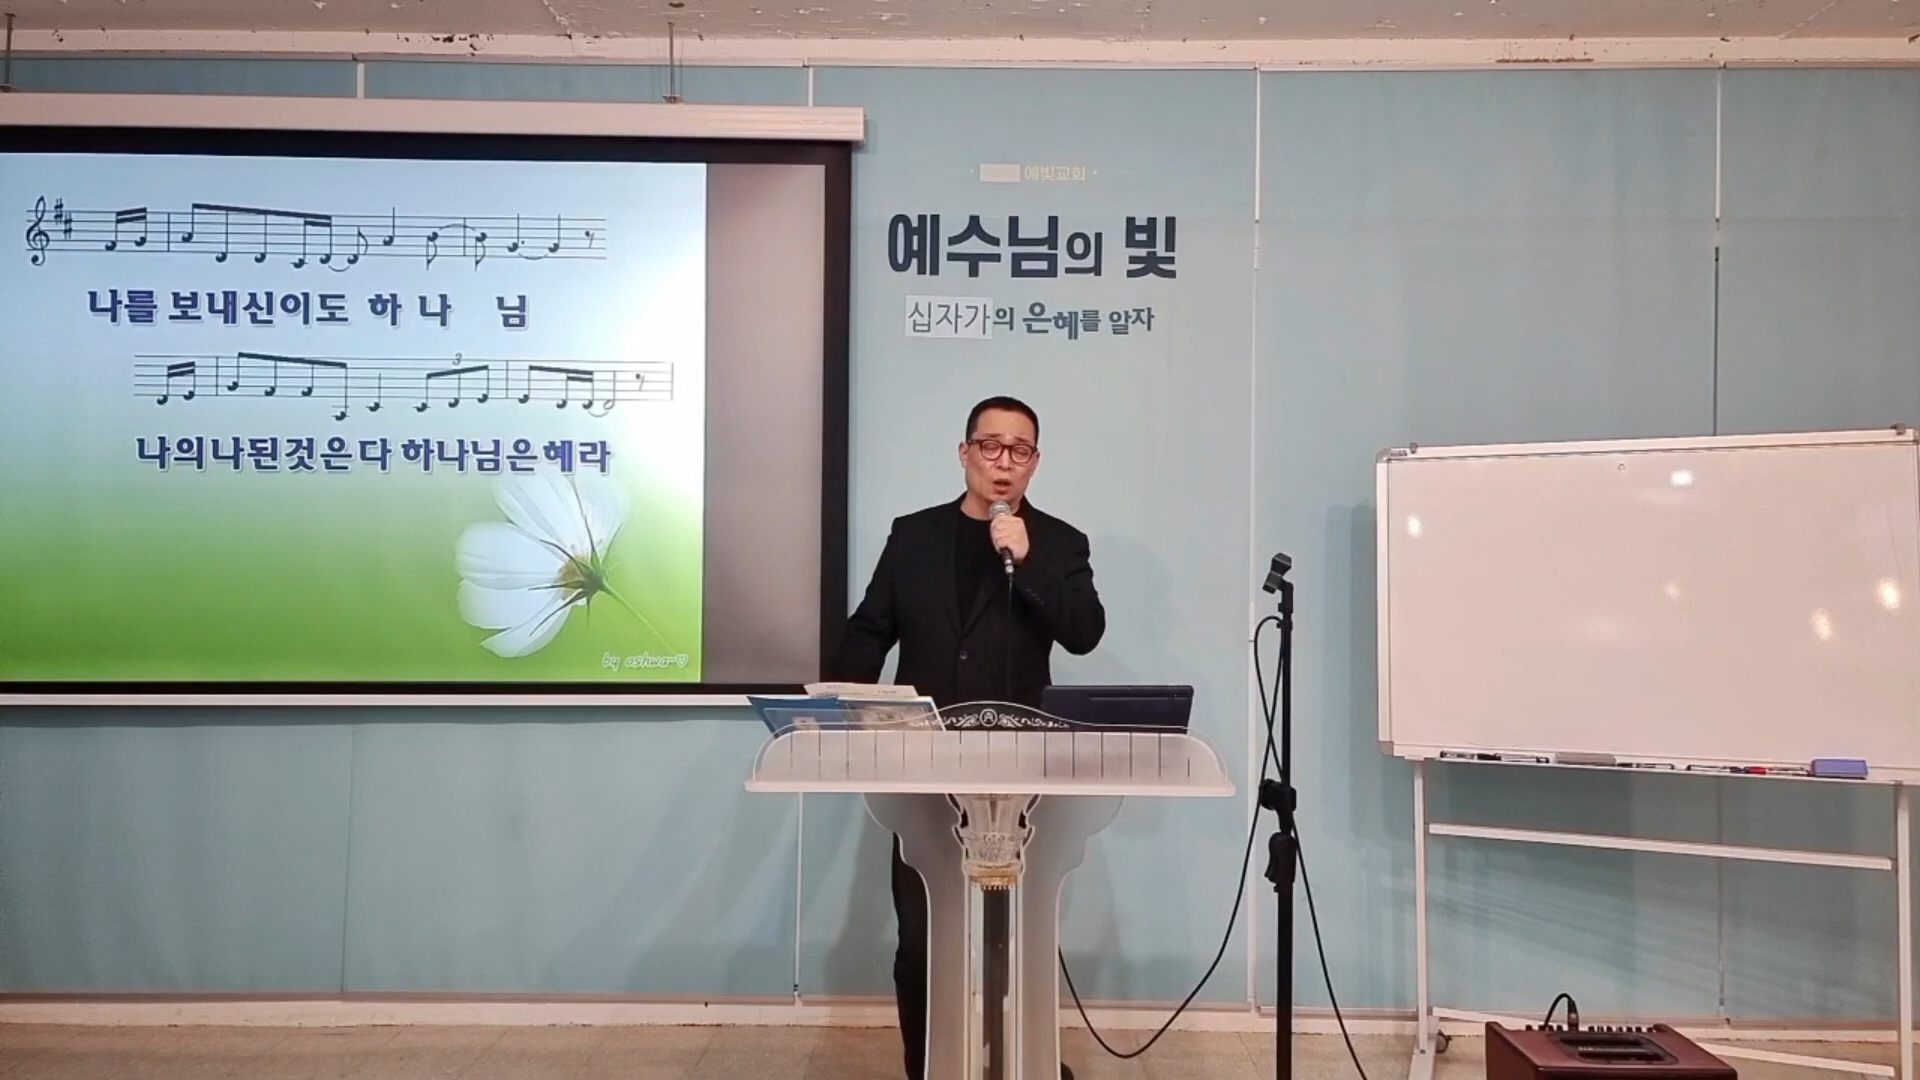 나를 보내신이도 하 나 님
3
나의나된것은다 하나님은혜라
by oshwa~♡
예빛교회
예수님의 빛
십자가의 은혜를 알자